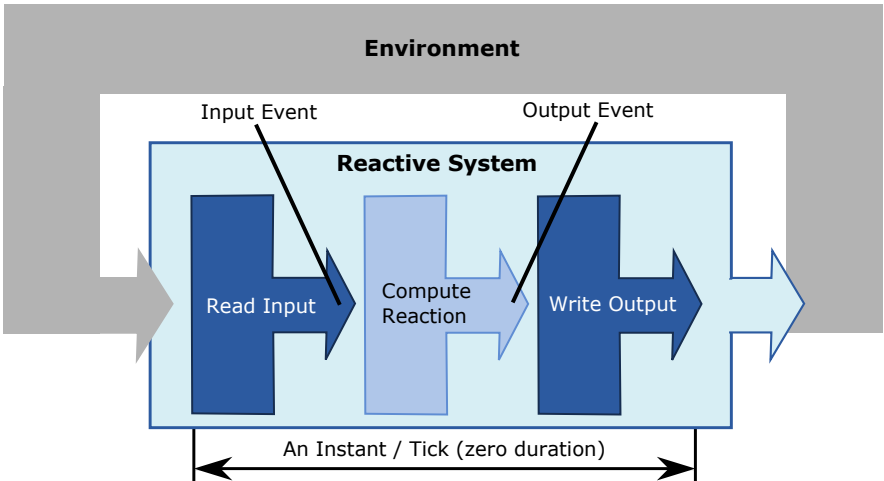 Environment
Input Event
Output Event
Reactive System
Read Input
Compute
Reaction
Write Output
An Instant / Tick (zero duration)